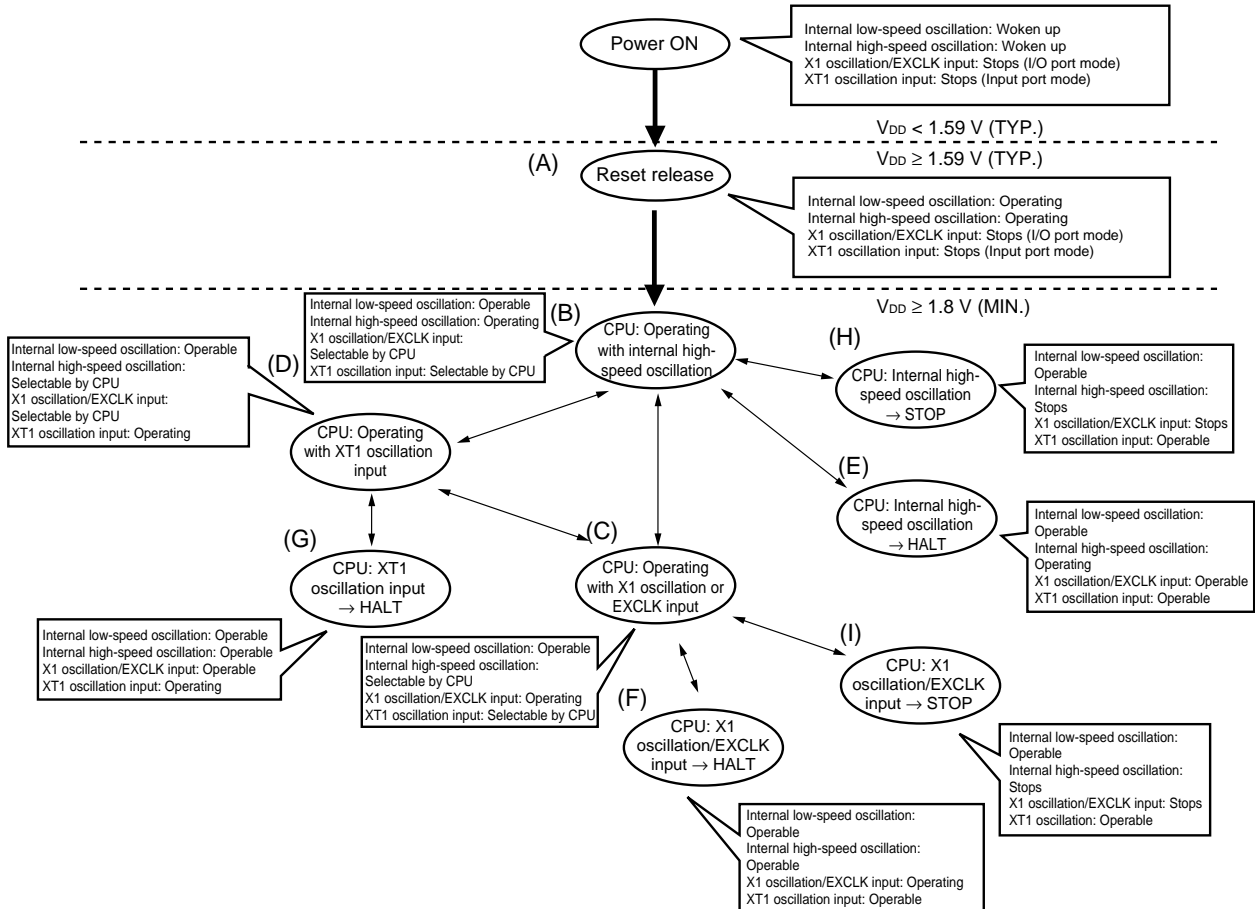 Power ON
Internal low-speed oscillation: Woken up
Internal high-speed oscillation: Woken up
X1 oscillation/EXCLK input: Stops (I/O port mode)
XT1 oscillation input: Stops (Input port mode)
VDD < 1.59 V (TYP.)
(A)
VDD ≥ 1.59 V (TYP.)
Reset release
Internal low-speed oscillation: Operating
Internal high-speed oscillation: Operating
X1 oscillation/EXCLK input: Stops (I/O port mode)
XT1 oscillation input: Stops (Input port mode)
VDD ≥ 1.8 V (MIN.)
Internal low-speed oscillation: Operable
Internal high-speed oscillation: Operating
X1 oscillation/EXCLK input:
Selectable by CPU
XT1 oscillation input: Selectable by CPU
(B)
CPU: Operating
with internal high-
speed oscillation
Internal low-speed oscillation: Operable
Internal high-speed oscillation:
Selectable by CPU
X1 oscillation/EXCLK input:
Selectable by CPU
XT1 oscillation input: Operating
(D)
CPU: Operating
with XT1 oscillation
input
(H)
CPU: Internal high-
speed oscillation
→ STOP
Internal low-speed oscillation:
Operable
Internal high-speed oscillation:
Stops
X1 oscillation/EXCLK input: Stops
XT1 oscillation input: Operable
(E)
CPU: Internal high-
speed oscillation
→ HALT
Internal low-speed oscillation:
Operable
Internal high-speed oscillation:
Operating
X1 oscillation/EXCLK input: Operable
XT1 oscillation input: Operable
(G)
CPU: XT1
oscillation input
→ HALT
Internal low-speed oscillation: Operable
Internal high-speed oscillation: Operable
X1 oscillation/EXCLK input: Operable
XT1 oscillation input: Operating
(C)
CPU: Operating
with X1 oscillation or
EXCLK input
Internal low-speed oscillation: Operable
Internal high-speed oscillation:
Selectable by CPU
X1 oscillation/EXCLK input: Operating
XT1 oscillation input: Selectable by CPU
(I)
CPU: X1
oscillation/EXCLK
input → STOP
Internal low-speed oscillation:
Operable
Internal high-speed oscillation:
Stops
X1 oscillation/EXCLK input: Stops
XT1 oscillation: Operable
(F)
CPU: X1
oscillation/EXCLK
input → HALT
Internal low-speed oscillation:
Operable
Internal high-speed oscillation:
Operable
X1 oscillation/EXCLK input: Operating
XT1 oscillation input: Operable